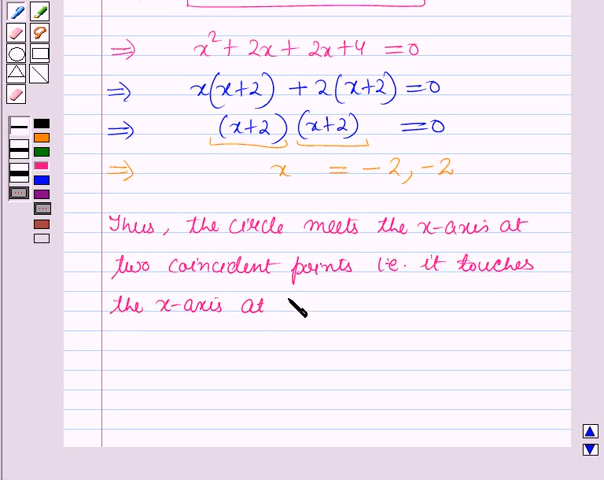 ⇒ x² + 2x + 2x + 4 = 0
⇒ x(x+2) + 2(x+2) = 0
⇒ (x+2) (x+2) = 0
⇒ x = -2, -2
Thus, the circle meets the x-axis at
two coincident points i.e. it touches
the x-axis at